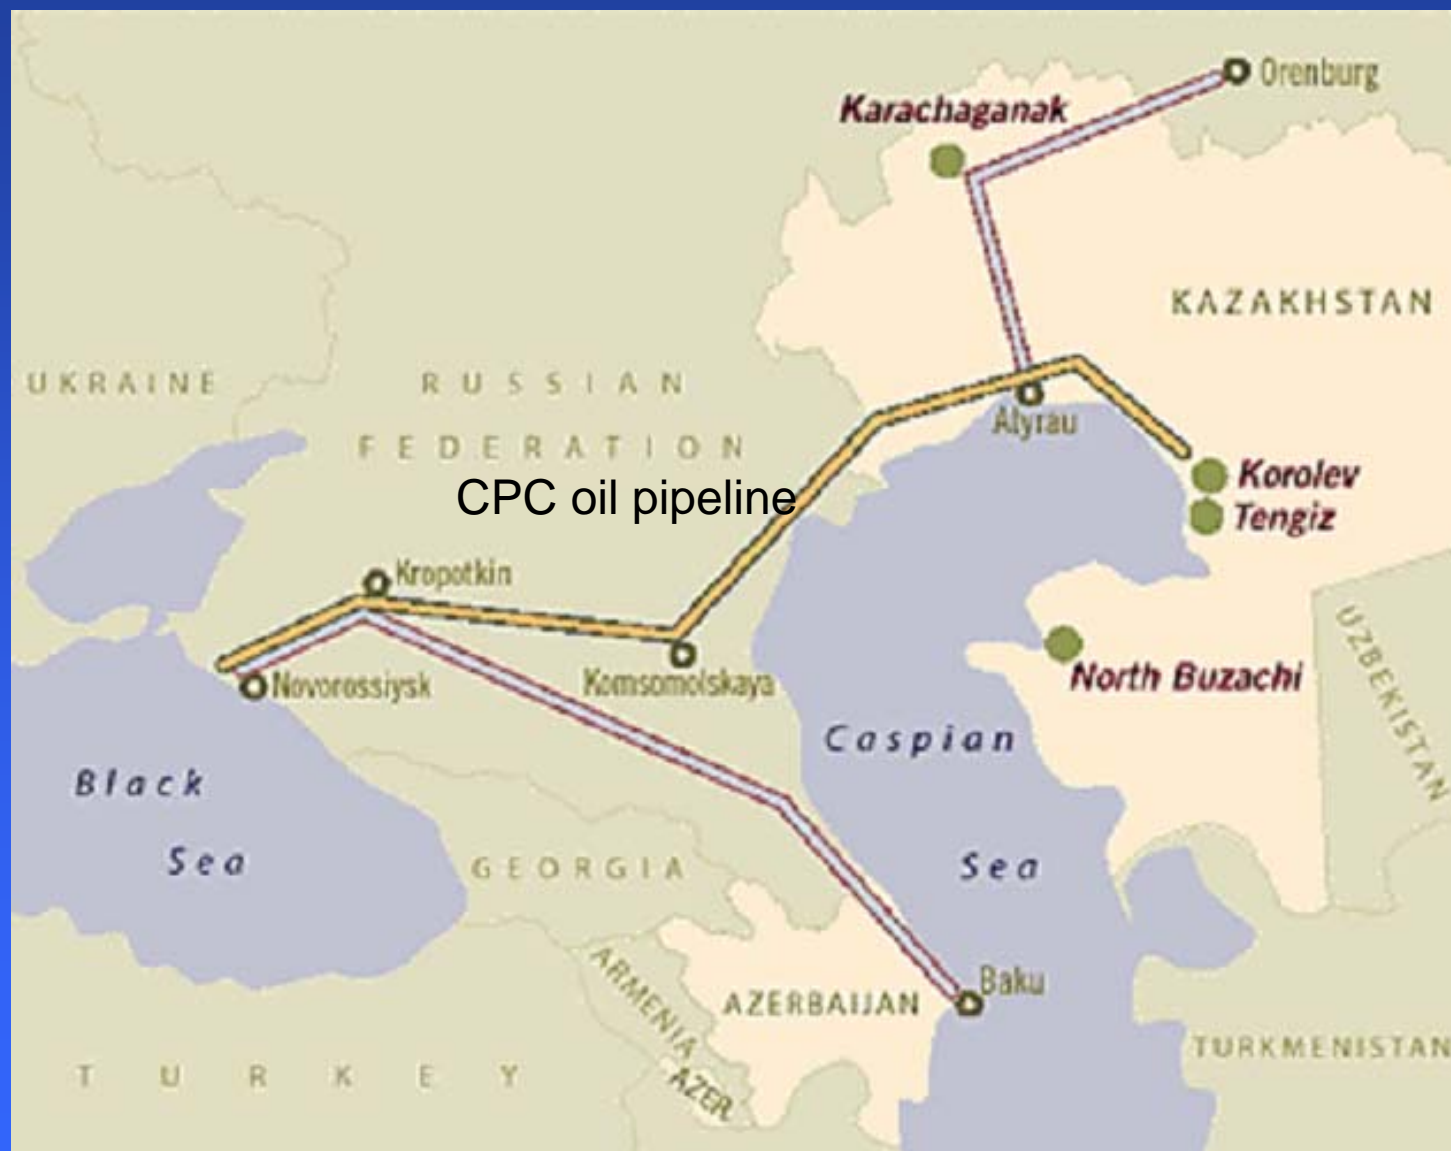 Orenburg
Karachaganak
KAZAKHSTAN
UKRAINE
RUSSIAN
FEDERATION
Atyrau
CPC oil pipeline
Korolev
Tengiz
Kropotkin
Novorossiysk
Komsomolskaya
North Buzachi
UZBEKISTAN
Caspian
Sea
Black
Sea
GEORGIA
ARMENIA
AZERBAIJAN
Baku
AZER
TURKMENISTAN
TURKEY